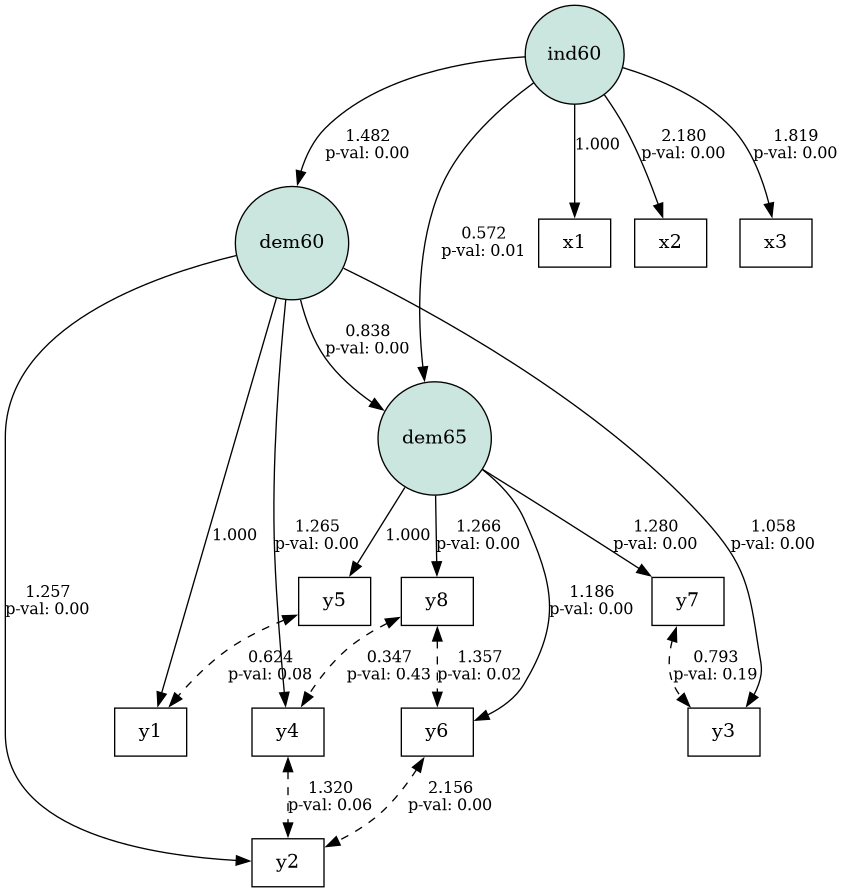 ind60
1.482
p-val: 0.00
1.000
2.180
p-val: 0.00
1.819
p-val: 0.00
dem60
0.572
p-val: 0.01
x1
x2
x3
0.838
p-val: 0.00
dem65
1.000
1.265
p-val: 0.00
1.000
1.266
p-val: 0.00
1.280
p-val: 0.00
1.058
p-val: 0.00
1.257
p-val: 0.00
y5
y8
1.186
p-val: 0.00
y7
0.624
p-val: 0.08
0.347
p-val: 0.43
1.357
p-val: 0.02
0.793
p-val: 0.19
y1
y4
y6
y3
1.320
p-val: 0.06
2.156
p-val: 0.00
y2